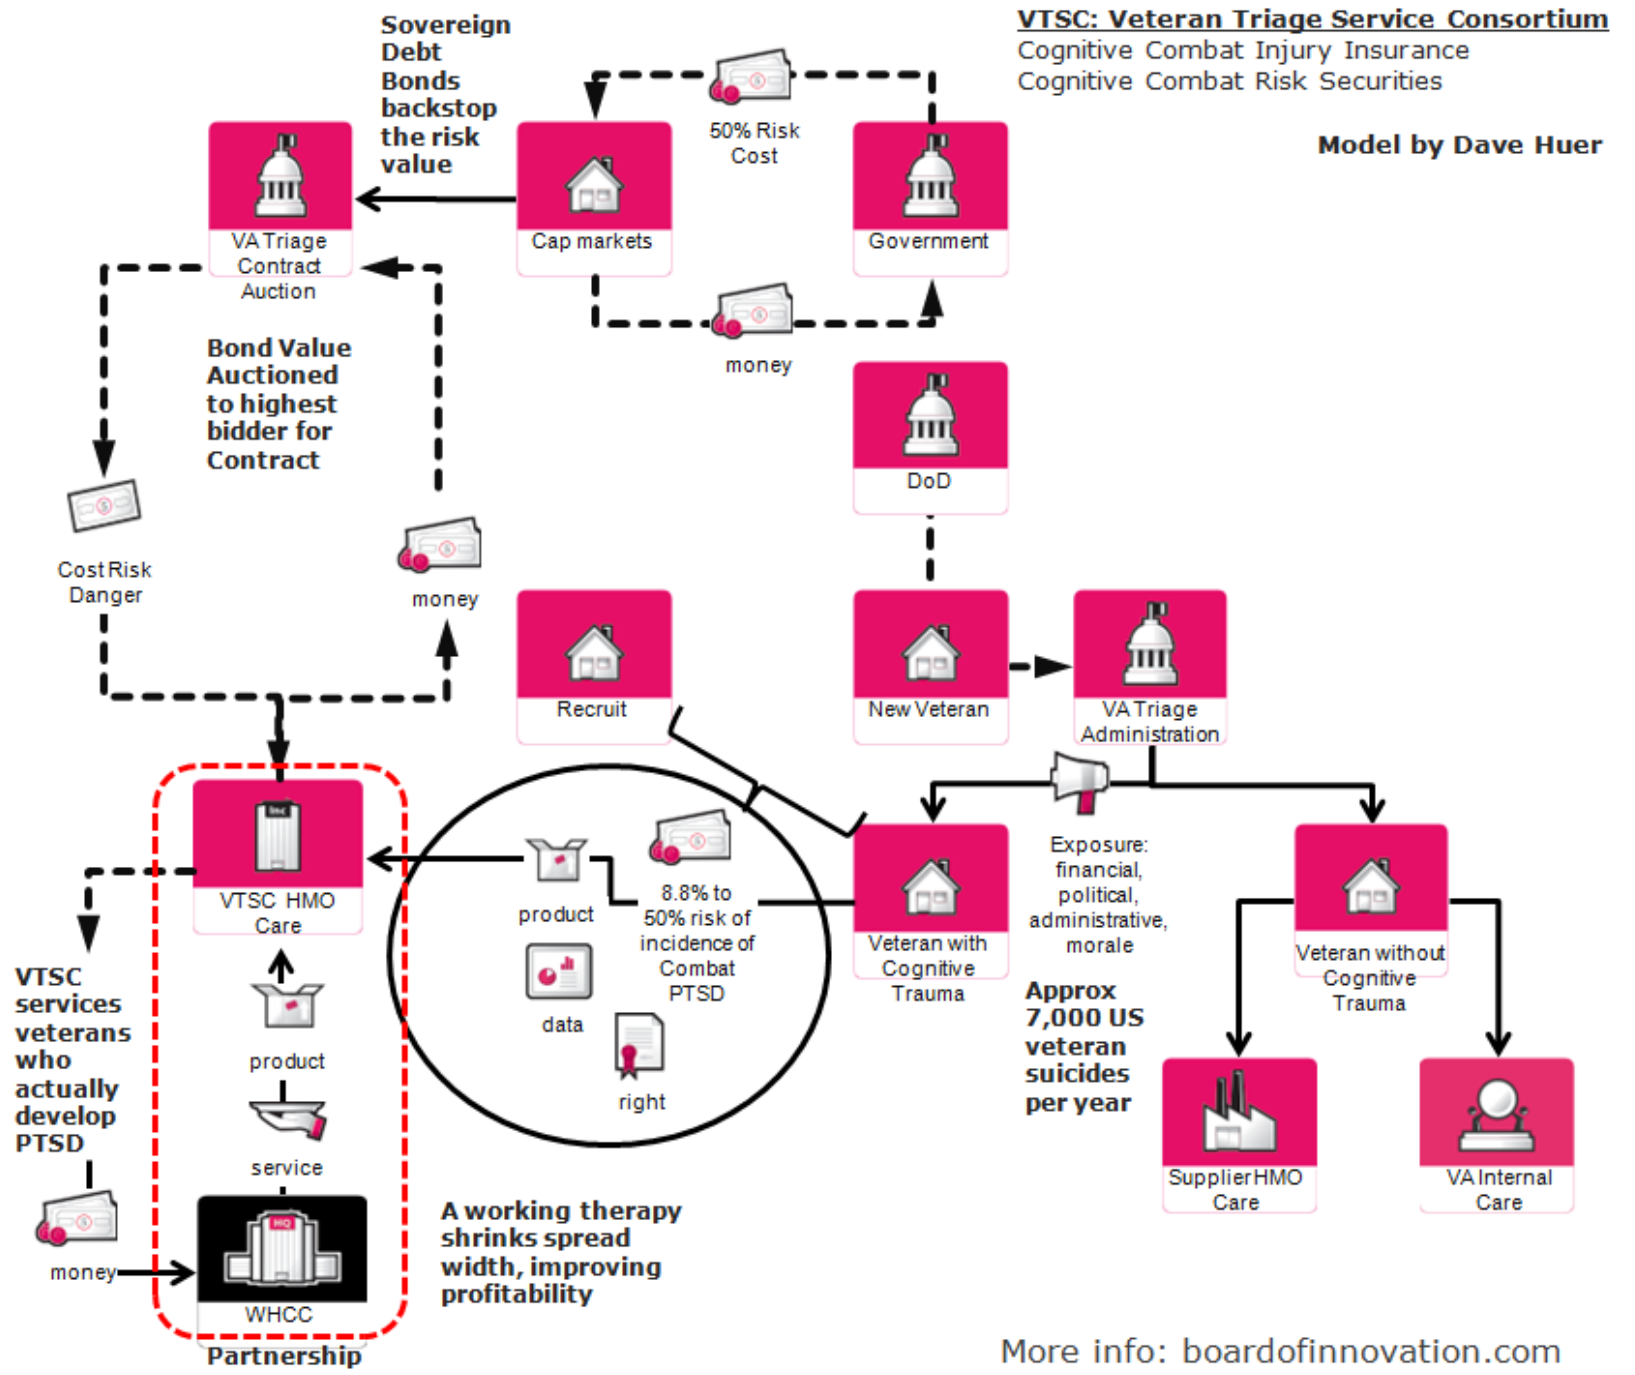 VTSC: Veteran Triage Service Consortium
Cognitive Combat Injury Insurance
Cognitive Combat Risk Securities
Model by Dave Huer
Sovereign
Debt
Bonds
backstop
the risk
value
50% Risk
Cost
VA Triage
Contract
Auction
Cap markets
Government
money
Bond Value
Auctioned
to highest
bidder for
Contract
DoD
Cost Risk
Danger
money
Recruit
New Veteran
VA Triage
Administration
inc
VTSC HMO
Care
product
8.8% to
50% risk of
incidence of
Combat
PTSD
data
right
Veteran with
Cognitive
Trauma
Exposure:
financial,
political,
administrative,
morale
Veteran without
Cognitive
Trauma
Approx
7,000 US
veteran
suicides
per year
VTSC
services
veterans
who
actually
develop
PTSD
product
service
money
HQ
WHCC
Partnership
A working therapy
shrinks spread
width, improving
profitability
Supplier HMO
Care
VA Internal
Care
More info: boardofinnovation.com